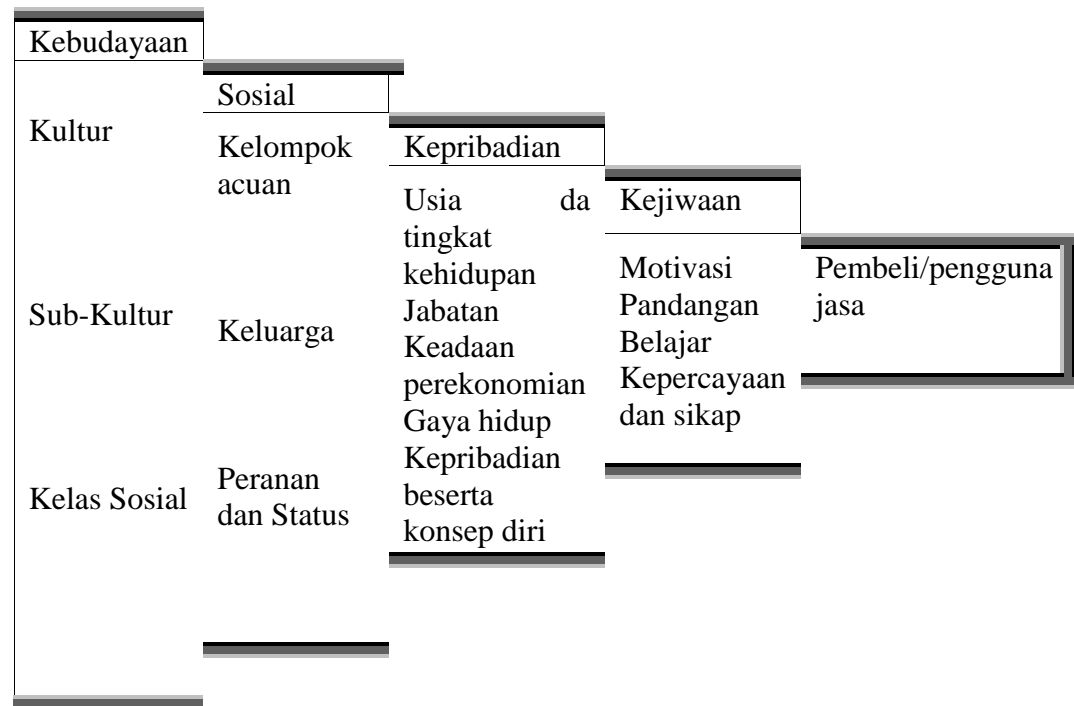 Kebudayaan
Kultur
Sub-Kultur
Kelas Sosial
Sosial
Kelompok
acuan
Keluarga
Peranan
dan Status
Kepribadian
Usia da
tingkat
kehidupan
Jabatan
Keadaan
perekonomian
Gaya hidup
Kepribadian
beserta
konsep diri
Kejiwaan
Motivasi
Pandangan
Belajar
Kepercayaan
dan sikap
Pembeli/pengguna
jasa